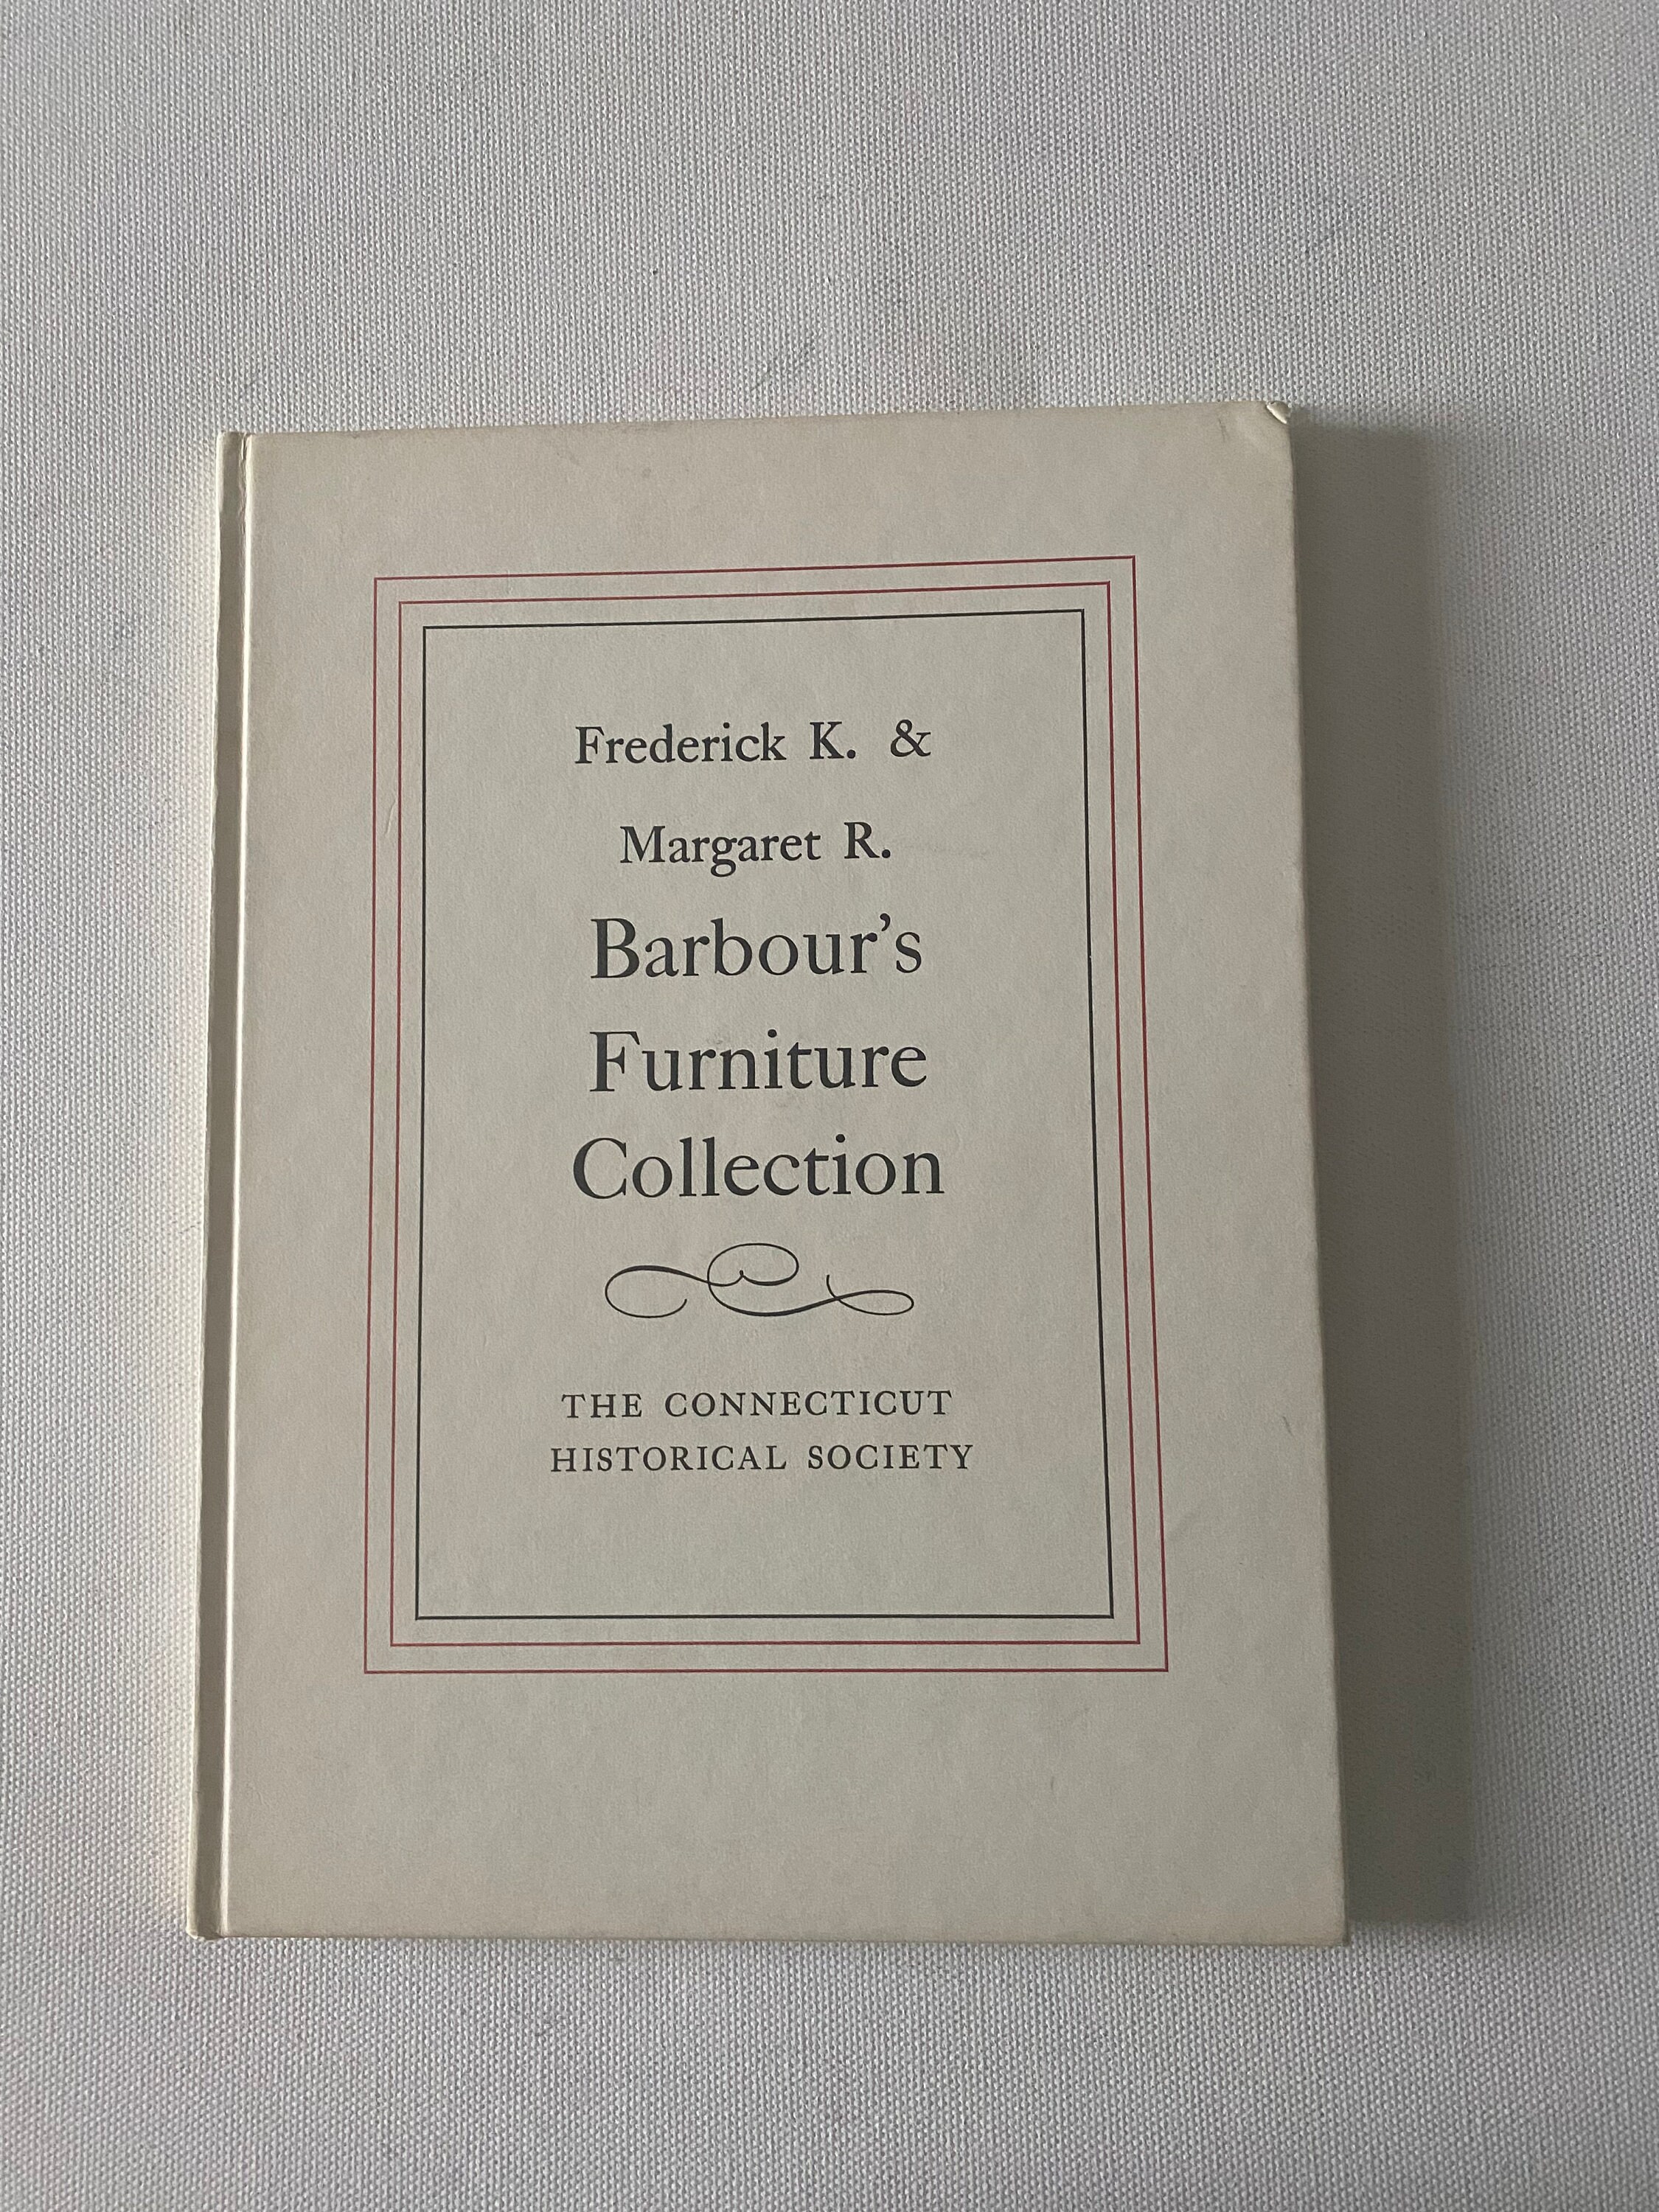 Frederick K. &
Margaret R.
Barbour's
Furniture
Collection
THE CONNECTICUT
HISTORICAL SOCIETY